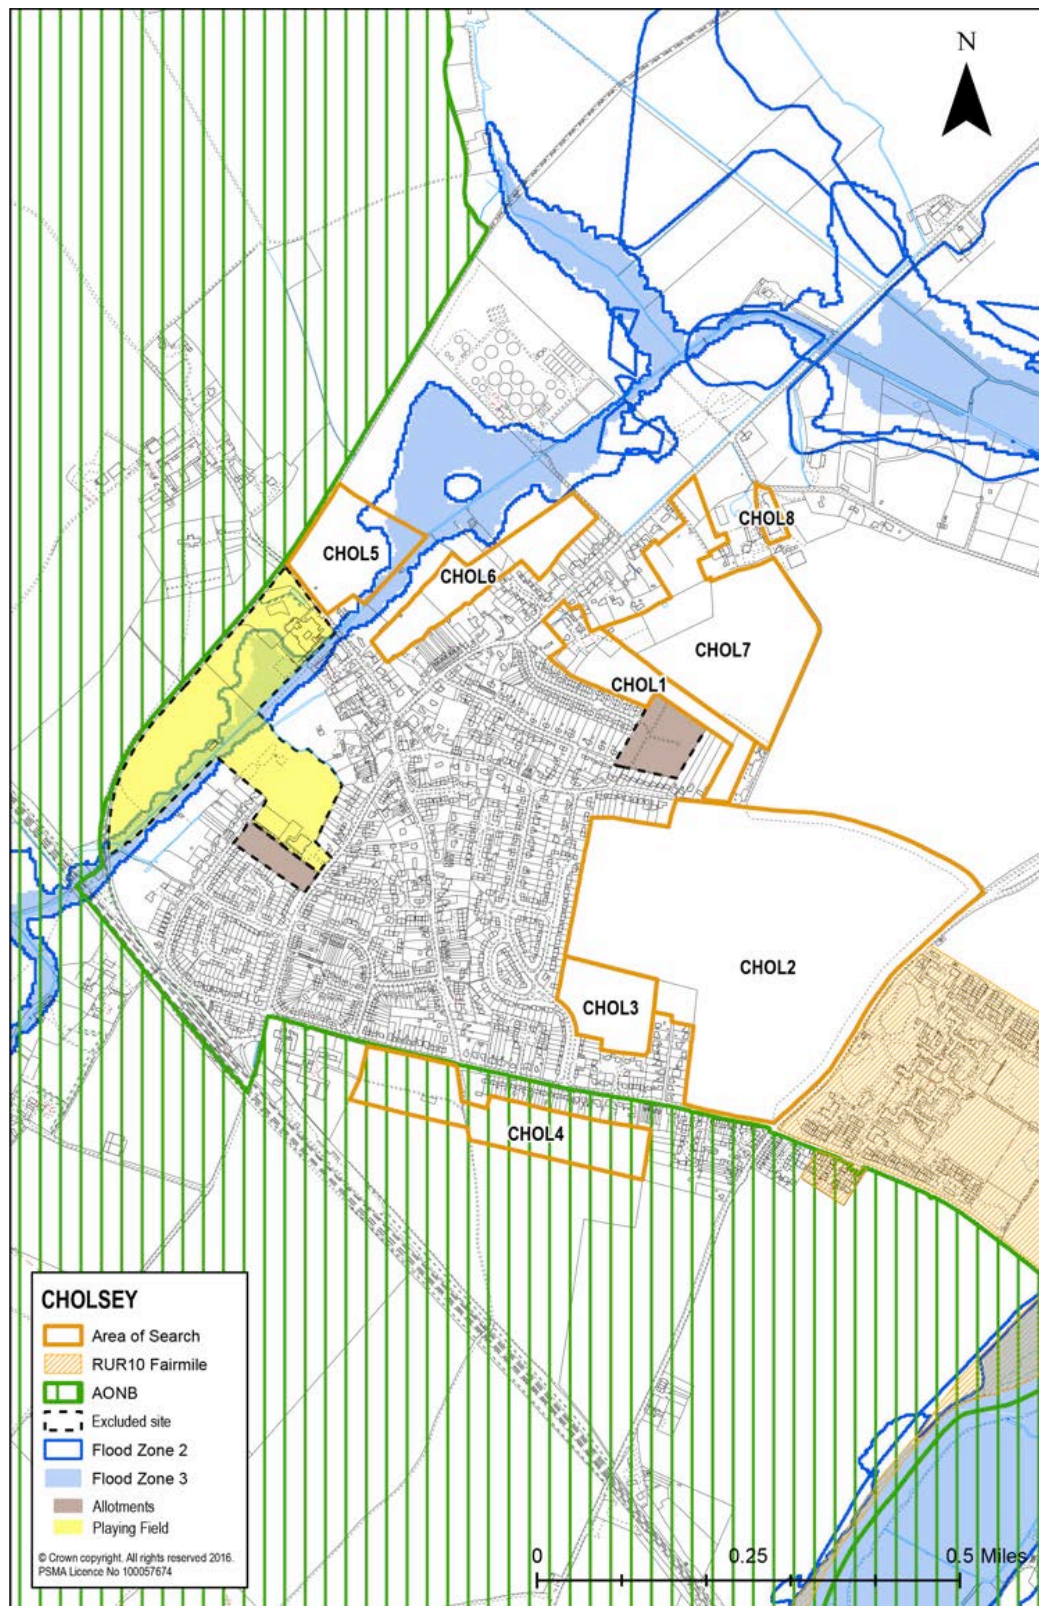 N
CHOL8
CHOL5
CHOL6
CHOL7
CHOL1
CHOL2
CHOL3
CHOL4
CHOLSEY
Area of Search
RUR10 Fairmile
AONB
Excluded site
Flood Zone 2
Flood Zone 3
Allotments
Playing Field
© Crown copyright. All rights reserved 2016.
PSMA Licence No 100057674
0 0.25 0.5 Miles